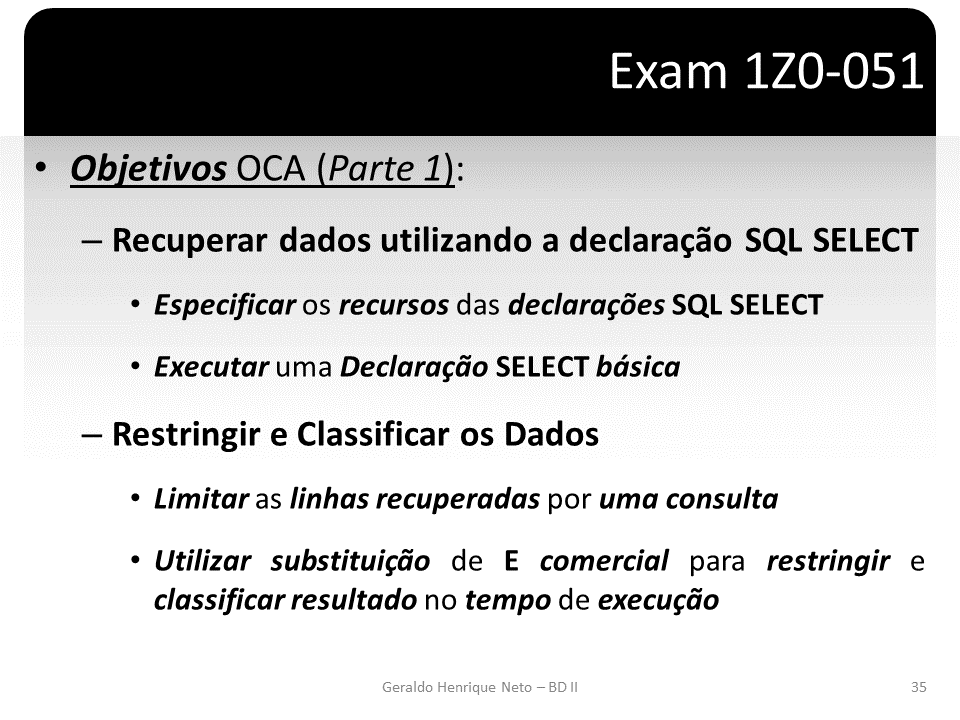 Exam 1Z0-051
• Objetivos OCA (Parte 1):
– Recuperar dados utilizando a declaração SQL SELECT
• Especificar os recursos das declarações SQL SELECT
• Executar uma Declaração SELECT básica
– Restringir e Classificar os Dados
• Limitar as linhas recuperadas por uma consulta
• Utilizar substituição de E comercial para restringir e
classificar resultado no tempo de execução
Geraldo Henrique Neto – BD II
35